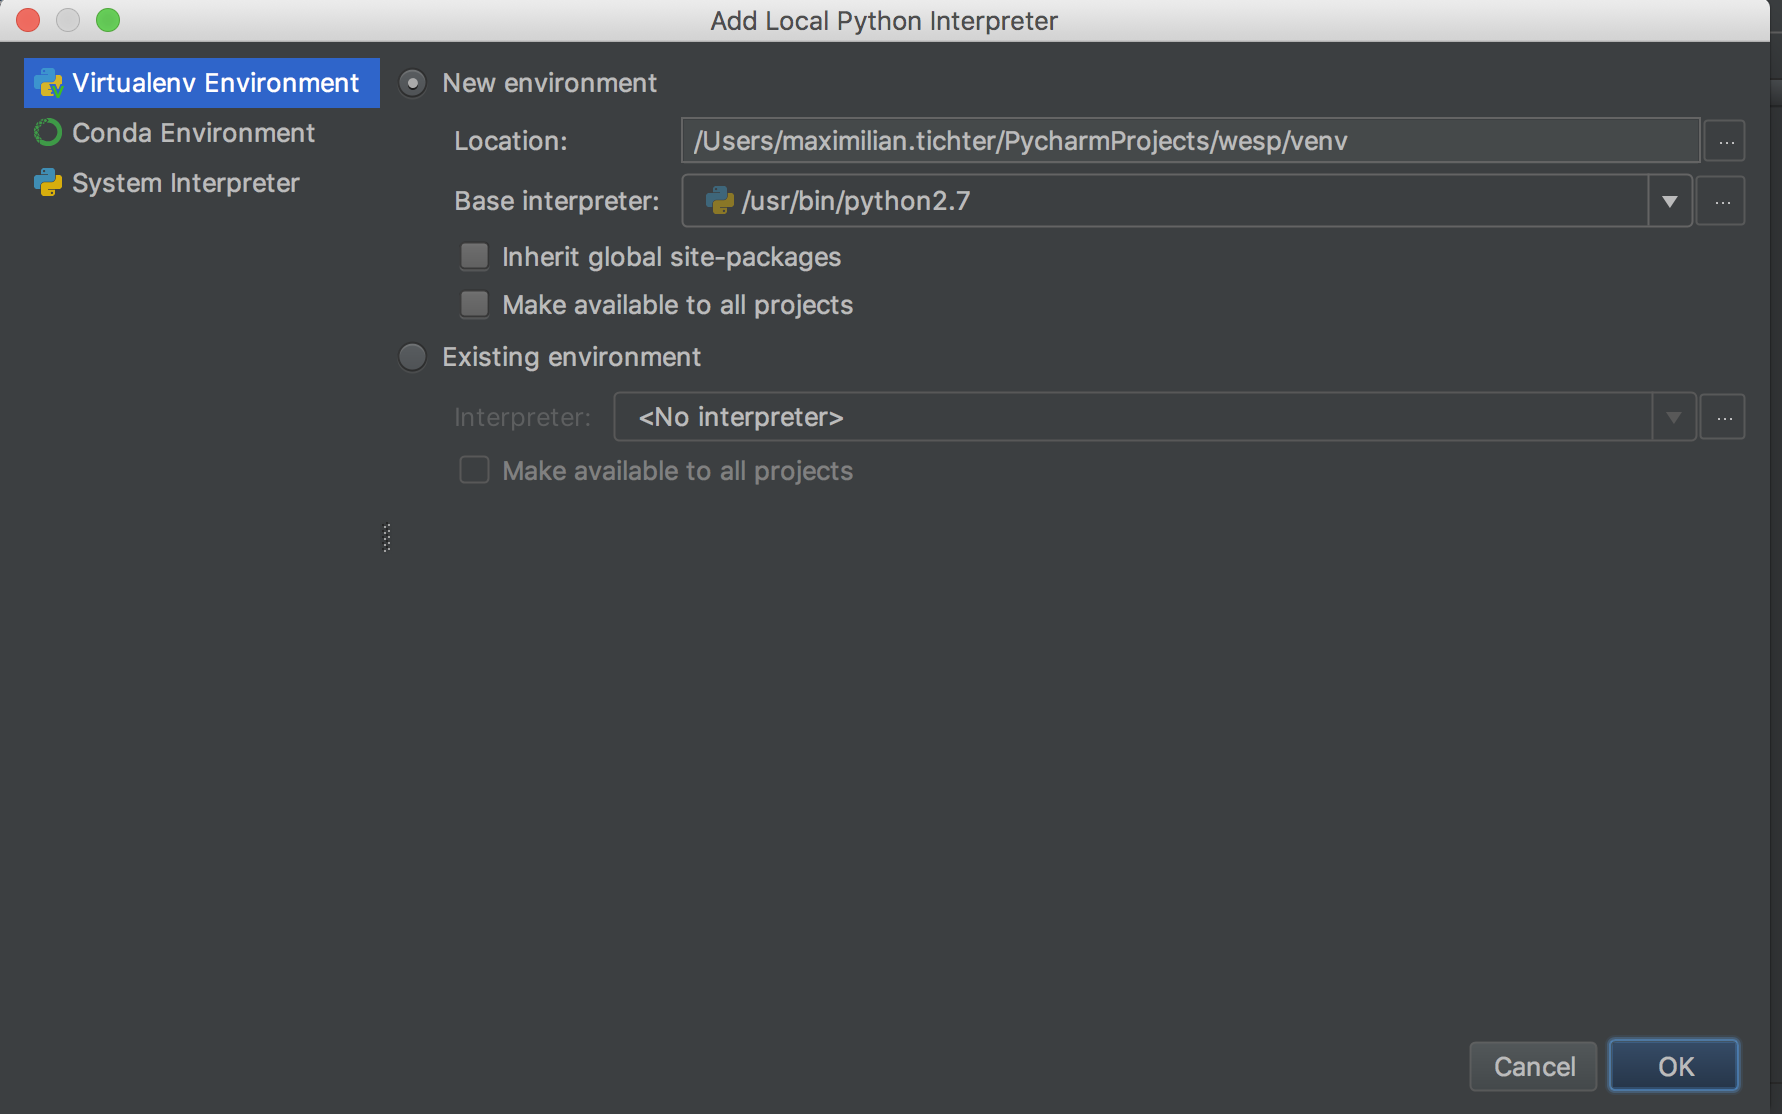 Add Local Python Interpreter
Virtualenv Environment
Conda Environment
System Interpreter
New environment
Location: /Users/maximilian.tichter/PycharmProjects/wesp/venv ...
Base interpreter: /usr/bin/python2.7 ...
Inherit global site-packages
Make available to all projects
Existing environment
Interpreter: <No interpreter> ...
Make available to all projects
Cancel OK